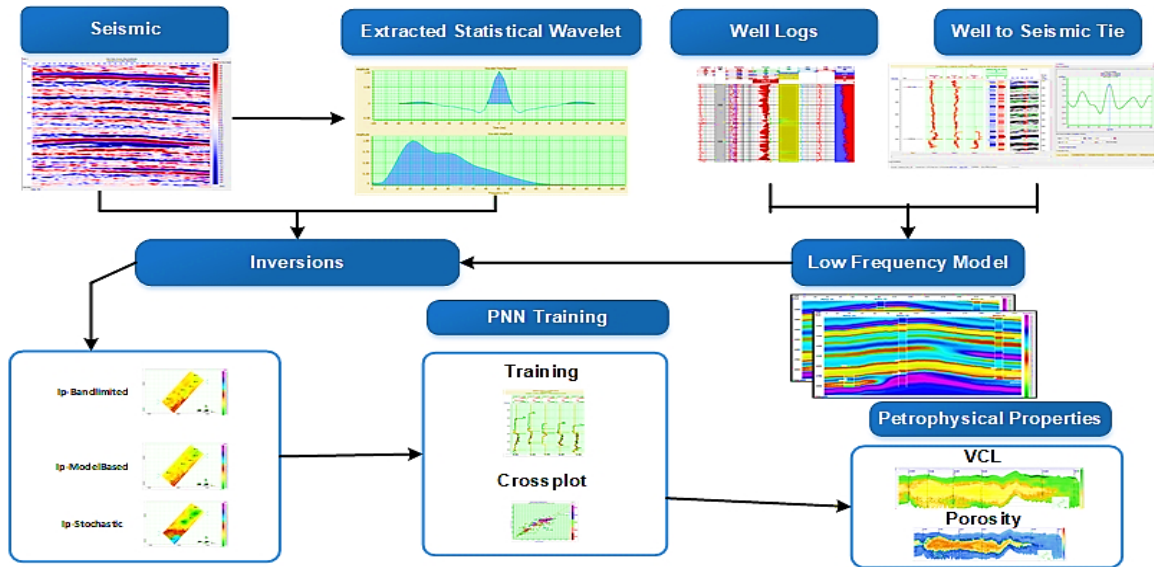 Seismic
Extracted Statistical Wavelet
Well Logs
Well to Seismic Tie
Inversions
Low Frequency Model
PNN Training
Training
Crossplot
Ip-Bandlimited
Ip-ModelBased
Ip-Stochastic
Petrophysical Properties
VCL
Porosity